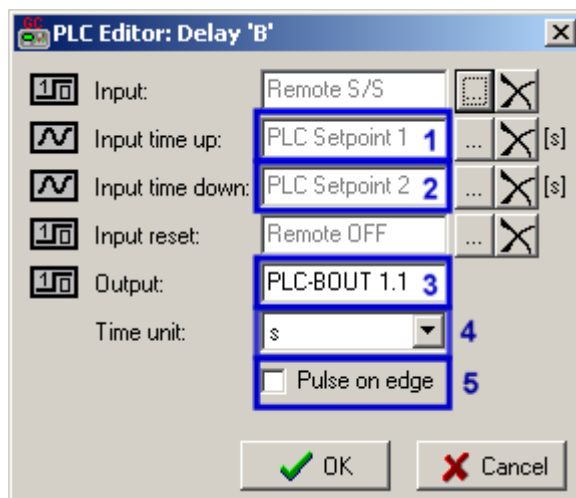 GC
PLC Editor: Delay 'B'
Input: Remote S/S ...
Input time up: PLC Setpoint 1 1 ... [s]
Input time down: PLC Setpoint 2 2 ... [s]
Input reset: Remote OFF ...
Output: PLC-BOUT 1.1 3
Time unit: s 4
Pulse on edge 5
OK Cancel